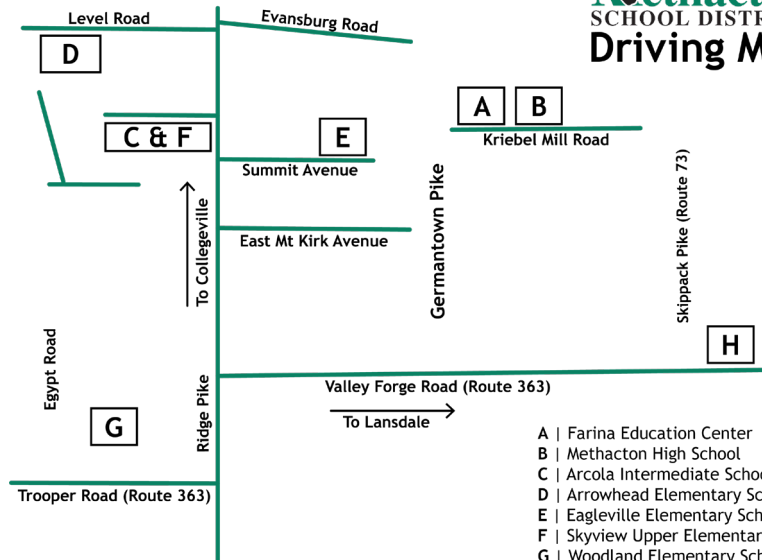 SCHOOL DISTR
Driving M
Level Road
Evansburg Road
D
A
B
C & F
E
Kriebel Mill Road
Summit Avenue
Germantown Pike
Skippack Pike (Route 73)
To Collegeville
East Mt Kirk Avenue
Egypt Road
Ridge Pike
H
Valley Forge Road (Route 363)
To Lansdale
G
Trooper Road (Route 363)
A | Farina Education Center
B | Methacton High School
C | Arcola Intermediate Schoo
D | Arrowhead Elementary Sc
E | Eagleville Elementary Sch
F | Skyview Upper Elementar
G | Woodland Elementary Sch